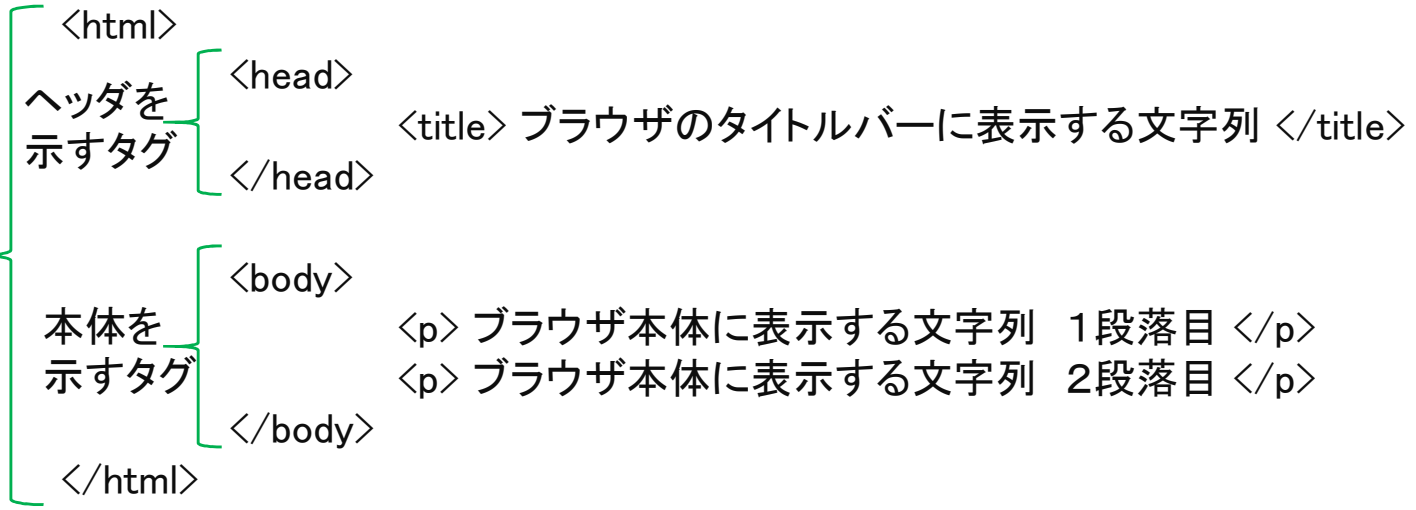 <html>
<head>
ヘッダを
示すタグ
<title> ブラウザのタイトルバーに表示する文字列 </title>
</head>
<body>
本体を
示すタグ
<p> ブラウザ本体に表示する文字列　１段落目 </p>
<p> ブラウザ本体に表示する文字列　２段落目 </p>
</body>
</html>